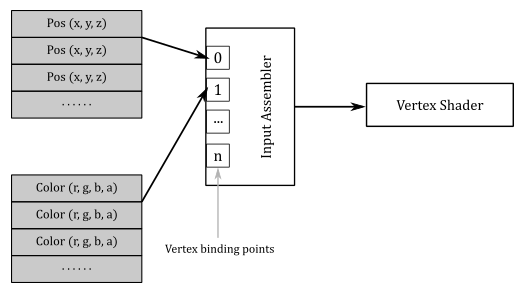 Pos (x, y, z)
Pos (x, y, z)
Pos (x, y, z)
......
Color (r, g, b, a)
Color (r, g, b, a)
Color (r, g, b, a)
......
0
1
...
n
Input Assembler
Vertex binding points
Vertex Shader